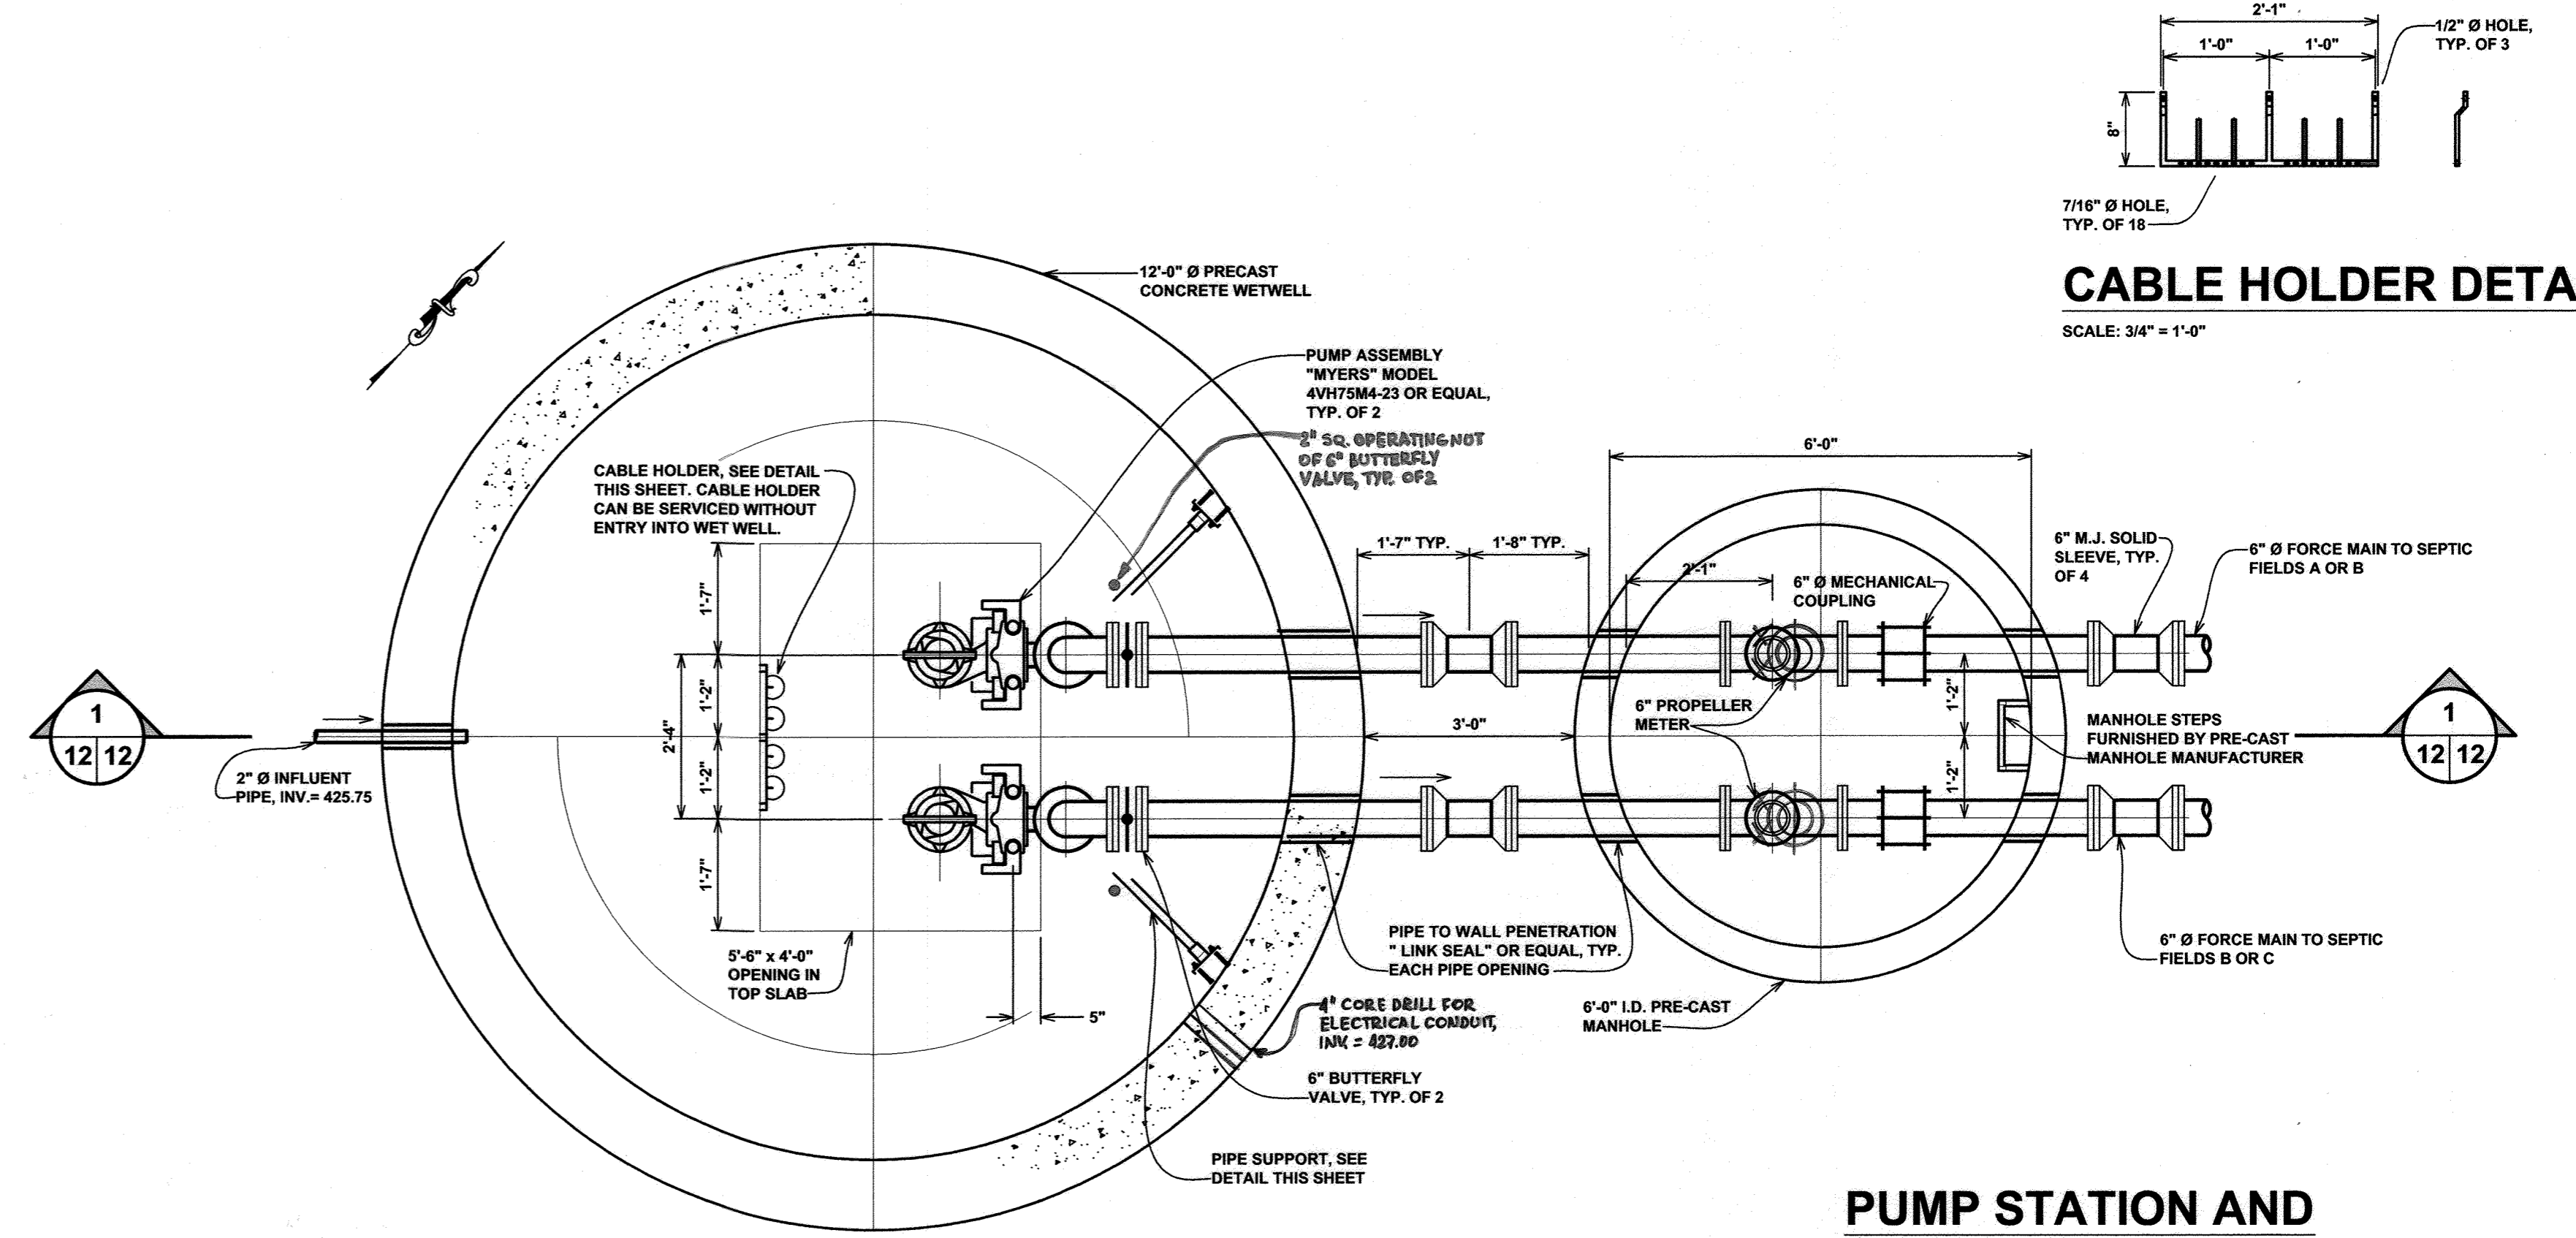 2'-1"
1'-0"
1'-0"
1/2" Ø HOLE,
TYP. OF 3
8"
7/16" Ø HOLE,
TYP. OF 18
CABLE HOLDER DETA
SCALE: 3/4" = 1'-0"
12'-0" Ø PRECAST
CONCRETE WETWELL
PUMP ASSEMBLY
"MYERS" MODEL
4VH75M4-23 OR EQUAL,
TYP. OF 2
2" SQ. OPERATING NUT
OF 6" BUTTERFLY
VALVE, TYP. OF 2
CABLE HOLDER, SEE DETAIL
THIS SHEET. CABLE HOLDER
CAN BE SERVICED WITHOUT
ENTRY INTO WET WELL.
6'-0"
1'-7" TYP.
1'-8" TYP.
2'-1"
6" Ø MECHANICAL
COUPLING
6" M.J. SOLID
SLEEVE, TYP.
OF 4
6" Ø FORCE MAIN TO SEPTIC
FIELDS A OR B
1'-7"
1'-2"
2'-4"
1'-2"
1'-7"
1
12 12
2" Ø INFLUENT
PIPE, INV.= 425.75
3'-0"
6" PROPELLER
METER
1'-2"
1'-2"
MANHOLE STEPS
FURNISHED BY PRE-CAST
MANHOLE MANUFACTURER
1
12 12
5'-6" x 4'-0"
OPENING IN
TOP SLAB
5"
PIPE TO WALL PENETRATION
" LINK SEAL" OR EQUAL, TYP.
EACH PIPE OPENING
6" Ø FORCE MAIN TO SEPTIC
FIELDS B OR C
4" CORE DRILL FOR
ELECTRICAL CONDUIT,
INV. = 427.00
6'-0" I.D. PRE-CAST
MANHOLE
6" BUTTERFLY
VALVE, TYP. OF 2
PIPE SUPPORT, SEE
DETAIL THIS SHEET
PUMP STATION AND